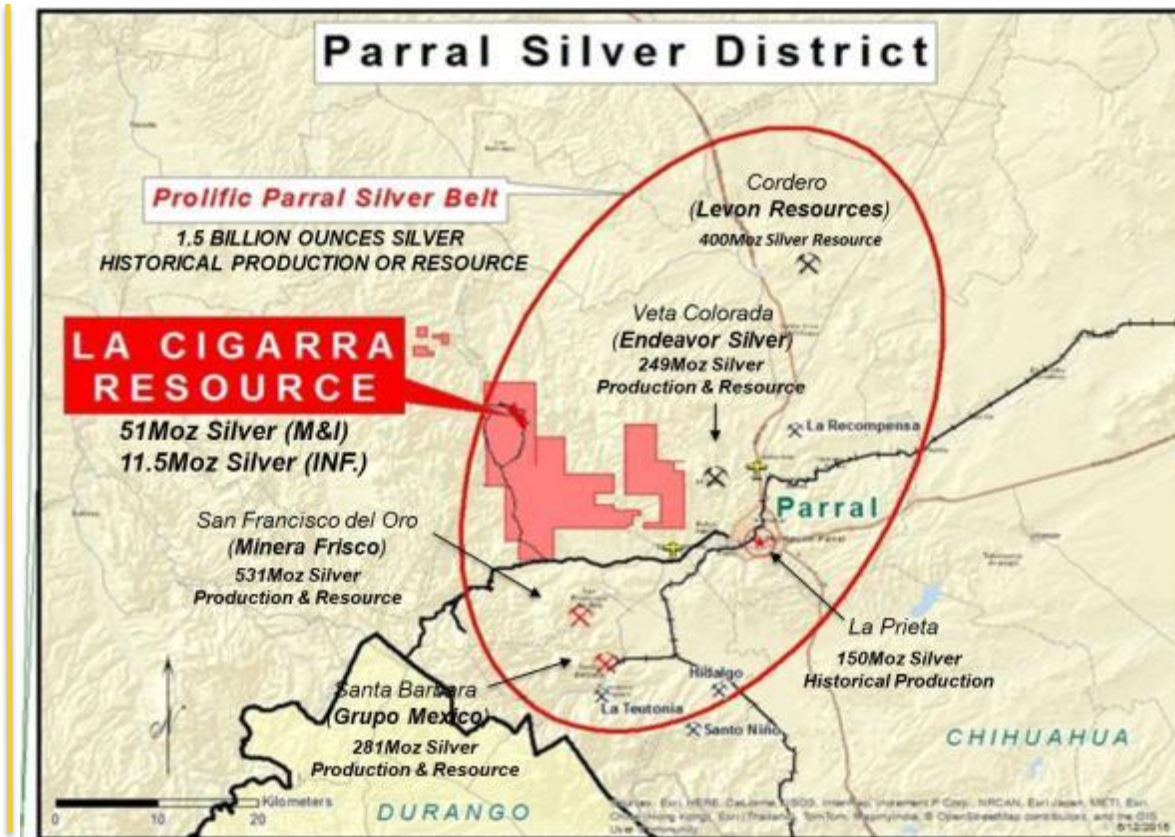 Parral Silver District
Prolific Parral Silver Belt
1.5 BILLION OUNCES SILVER
HISTORICAL PRODUCTION OR RESOURCE
Cordero
(Levon Resources)
400Moz Silver Resource
Veta Colorada
(Endeavor Silver)
249Moz Silver
Production & Resource
LA CIGARRA
RESOURCE
51Moz Silver (M&I)
11.5Moz Silver (INF.)
La Recompensa
Parral
San Francisco del Oro
(Minera Frisco)
531Moz Silver
Production & Resource
La Prieta
150Moz Silver
Historical Production
Santa Barbara
(Grupo Mexico)
281Moz Silver
Production & Resource
Hidalgo
La Teutonia
Santo Niño
CHIHUAHUA
DURANGO
Kilometers
0 10 20